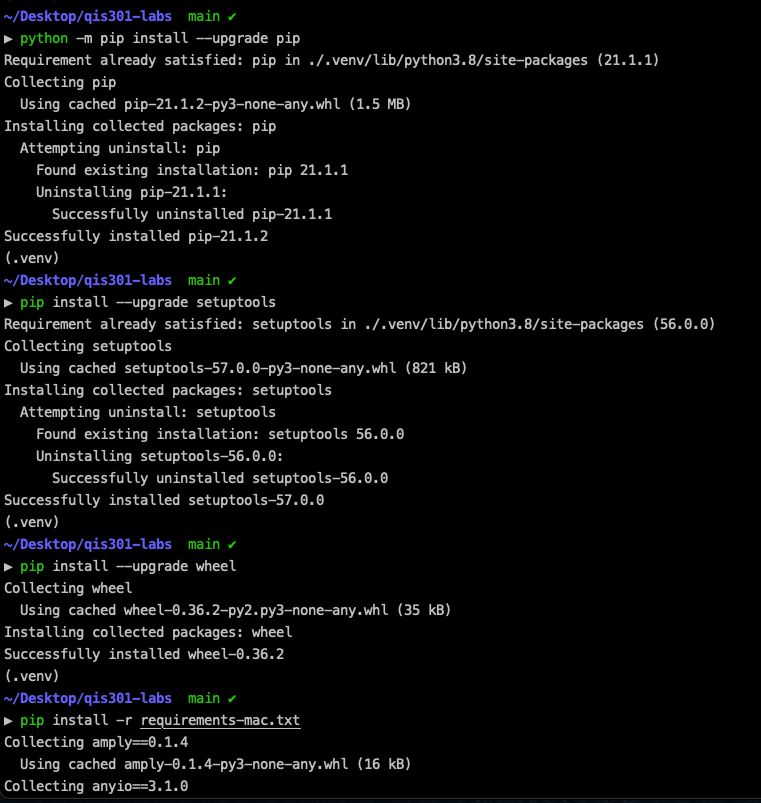 ~/Desktop/qis301-labs  main ✔
▶ python -m pip install --upgrade pip
Requirement already satisfied: pip in ./.venv/lib/python3.8/site-packages (21.1.1)
Collecting pip
  Using cached pip-21.1.2-py3-none-any.whl (1.5 MB)
Installing collected packages: pip
  Attempting uninstall: pip
    Found existing installation: pip 21.1.1
    Uninstalling pip-21.1.1:
      Successfully uninstalled pip-21.1.1
Successfully installed pip-21.1.2
(.venv)
~/Desktop/qis301-labs  main ✔
▶ pip install --upgrade setuptools
Requirement already satisfied: setuptools in ./.venv/lib/python3.8/site-packages (56.0.0)
Collecting setuptools
  Using cached setuptools-57.0.0-py3-none-any.whl (821 kB)
Installing collected packages: setuptools
  Attempting uninstall: setuptools
    Found existing installation: setuptools 56.0.0
    Uninstalling setuptools-56.0.0:
      Successfully uninstalled setuptools-56.0.0
Successfully installed setuptools-57.0.0
(.venv)
~/Desktop/qis301-labs  main ✔
▶ pip install --upgrade wheel
Collecting wheel
  Using cached wheel-0.36.2-py2.py3-none-any.whl (35 kB)
Installing collected packages: wheel
Successfully installed wheel-0.36.2
(.venv)
~/Desktop/qis301-labs  main ✔
▶ pip install -r requirements-mac.txt
Collecting amply==0.1.4
  Using cached amply-0.1.4-py3-none-any.whl (16 kB)
Collecting anyio==3.1.0